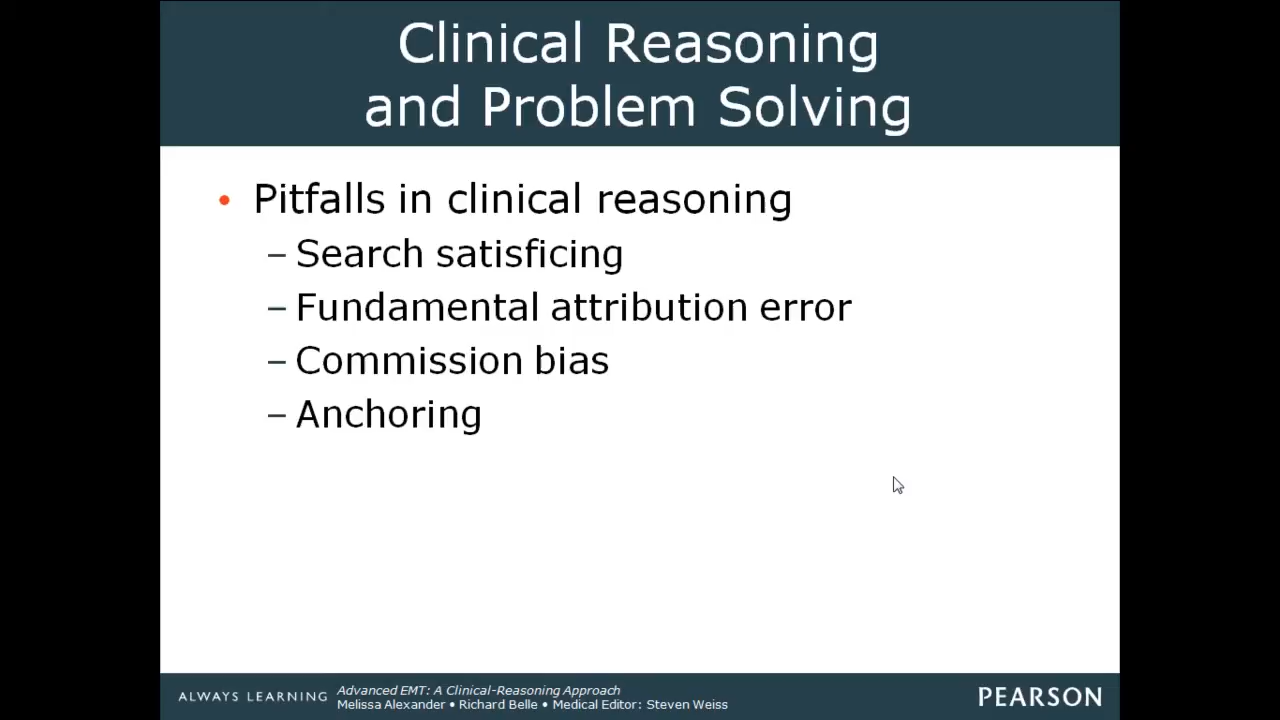 Clinical Reasoning
and Problem Solving
• Pitfalls in clinical reasoning
– Search satisficing
– Fundamental attribution error
– Commission bias
– Anchoring
ALWAYS LEARNING
Advanced EMT: A Clinical-Reasoning Approach
Melissa Alexander • Richard Belle • Medical Editor: Steven Weiss
PEARSON